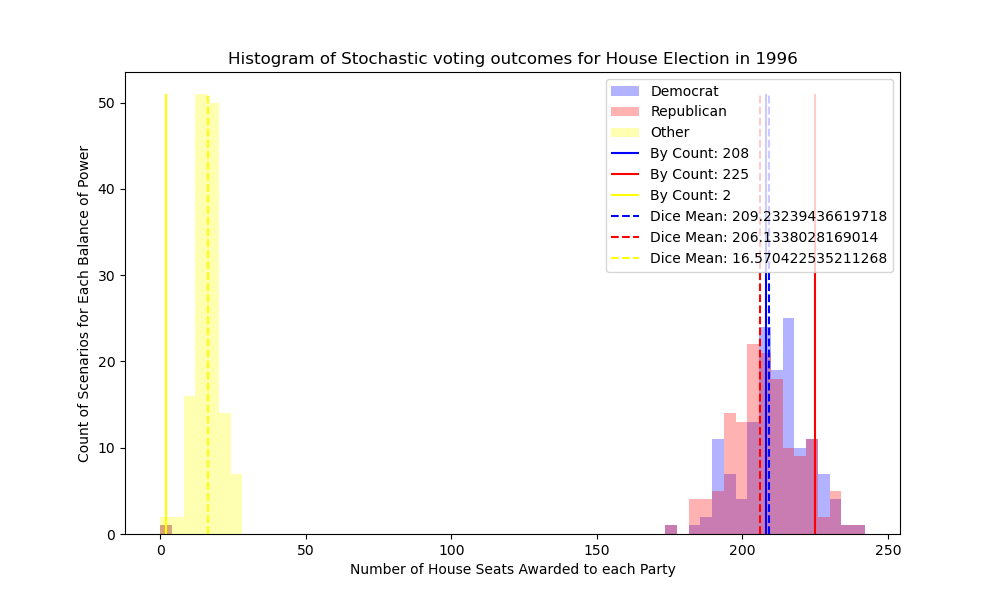 Histogram of Stochastic voting outcomes for House Election in 1996
Count of Scenarios for Each Balance of Power
50
40
30
20
10
0
Democrat
Republican
Other
By Count: 208
By Count: 225
By Count: 2
Dice Mean: 209.23239436619718
Dice Mean: 206.1338028169014
Dice Mean: 16.570422535211268
0 50 100 150 200 250
Number of House Seats Awarded to each Party